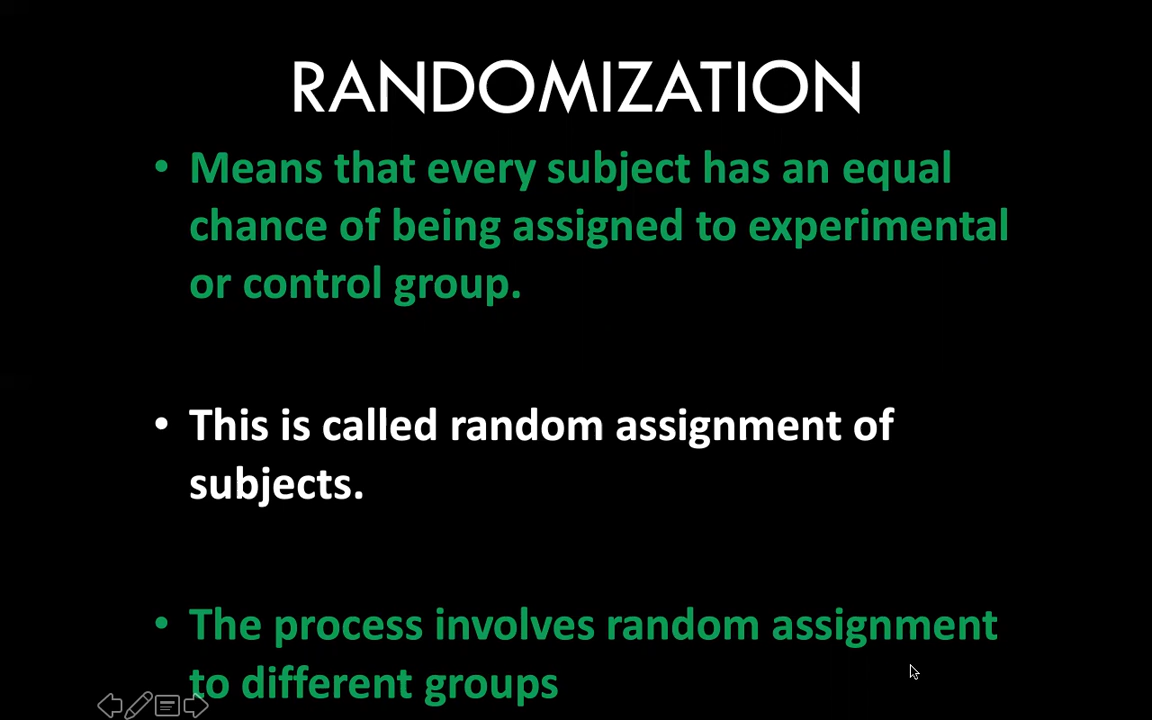 RANDOMIZATION
• Means that every subject has an equal
chance of being assigned to experimental
or control group.
• This is called random assignment of
subjects.
• The process involves random assignment
to different groups